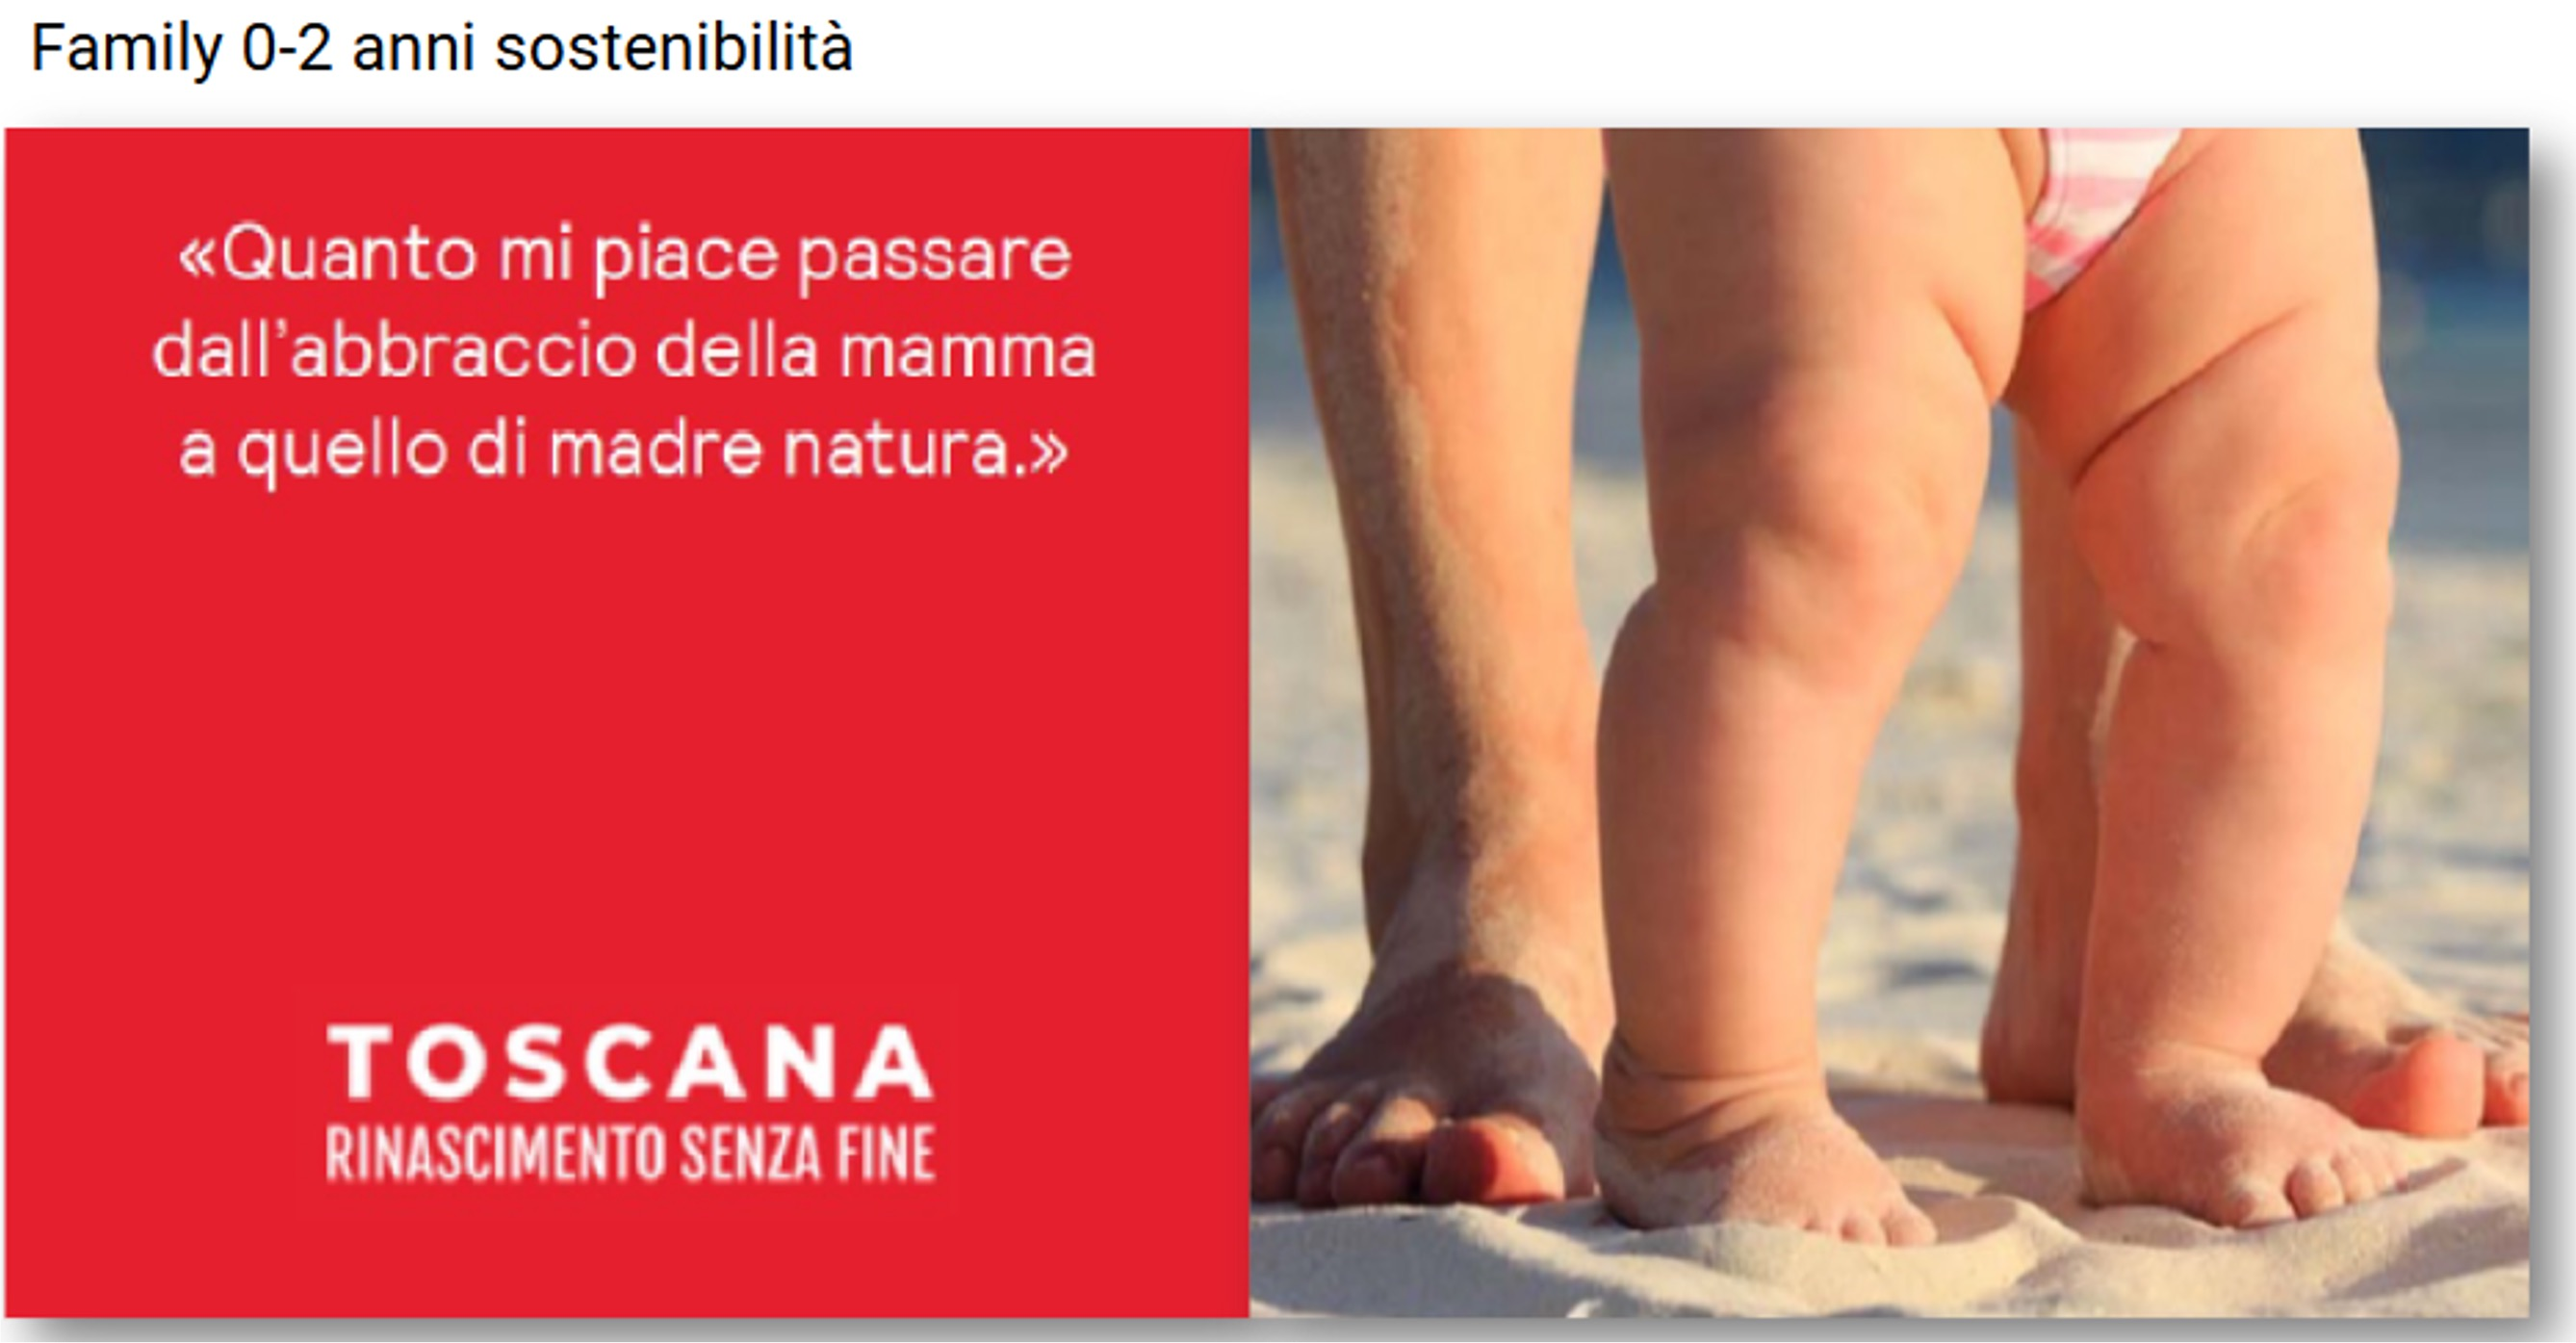 Family 0-2 anni sostenibilità
«Quanto mi piace passare
dall'abbraccio della mamma
a quello di madre natura.»
TOSCANA
RINASCIMENTO SENZA FINE